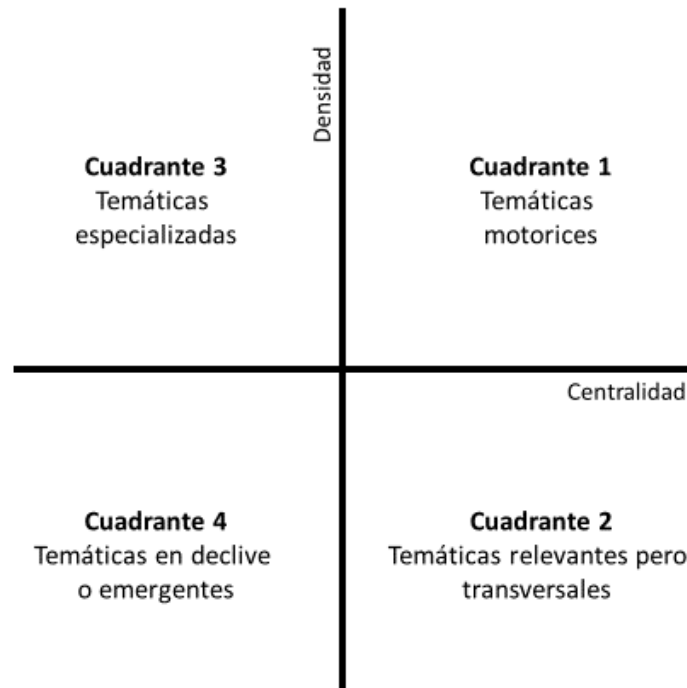 Densidad
Cuadrante 3
Temáticas
especializadas
Cuadrante 1
Temáticas
motorices
Centralidad
Cuadrante 4
Temáticas en declive
o emergentes
Cuadrante 2
Temáticas relevantes pero
transversales